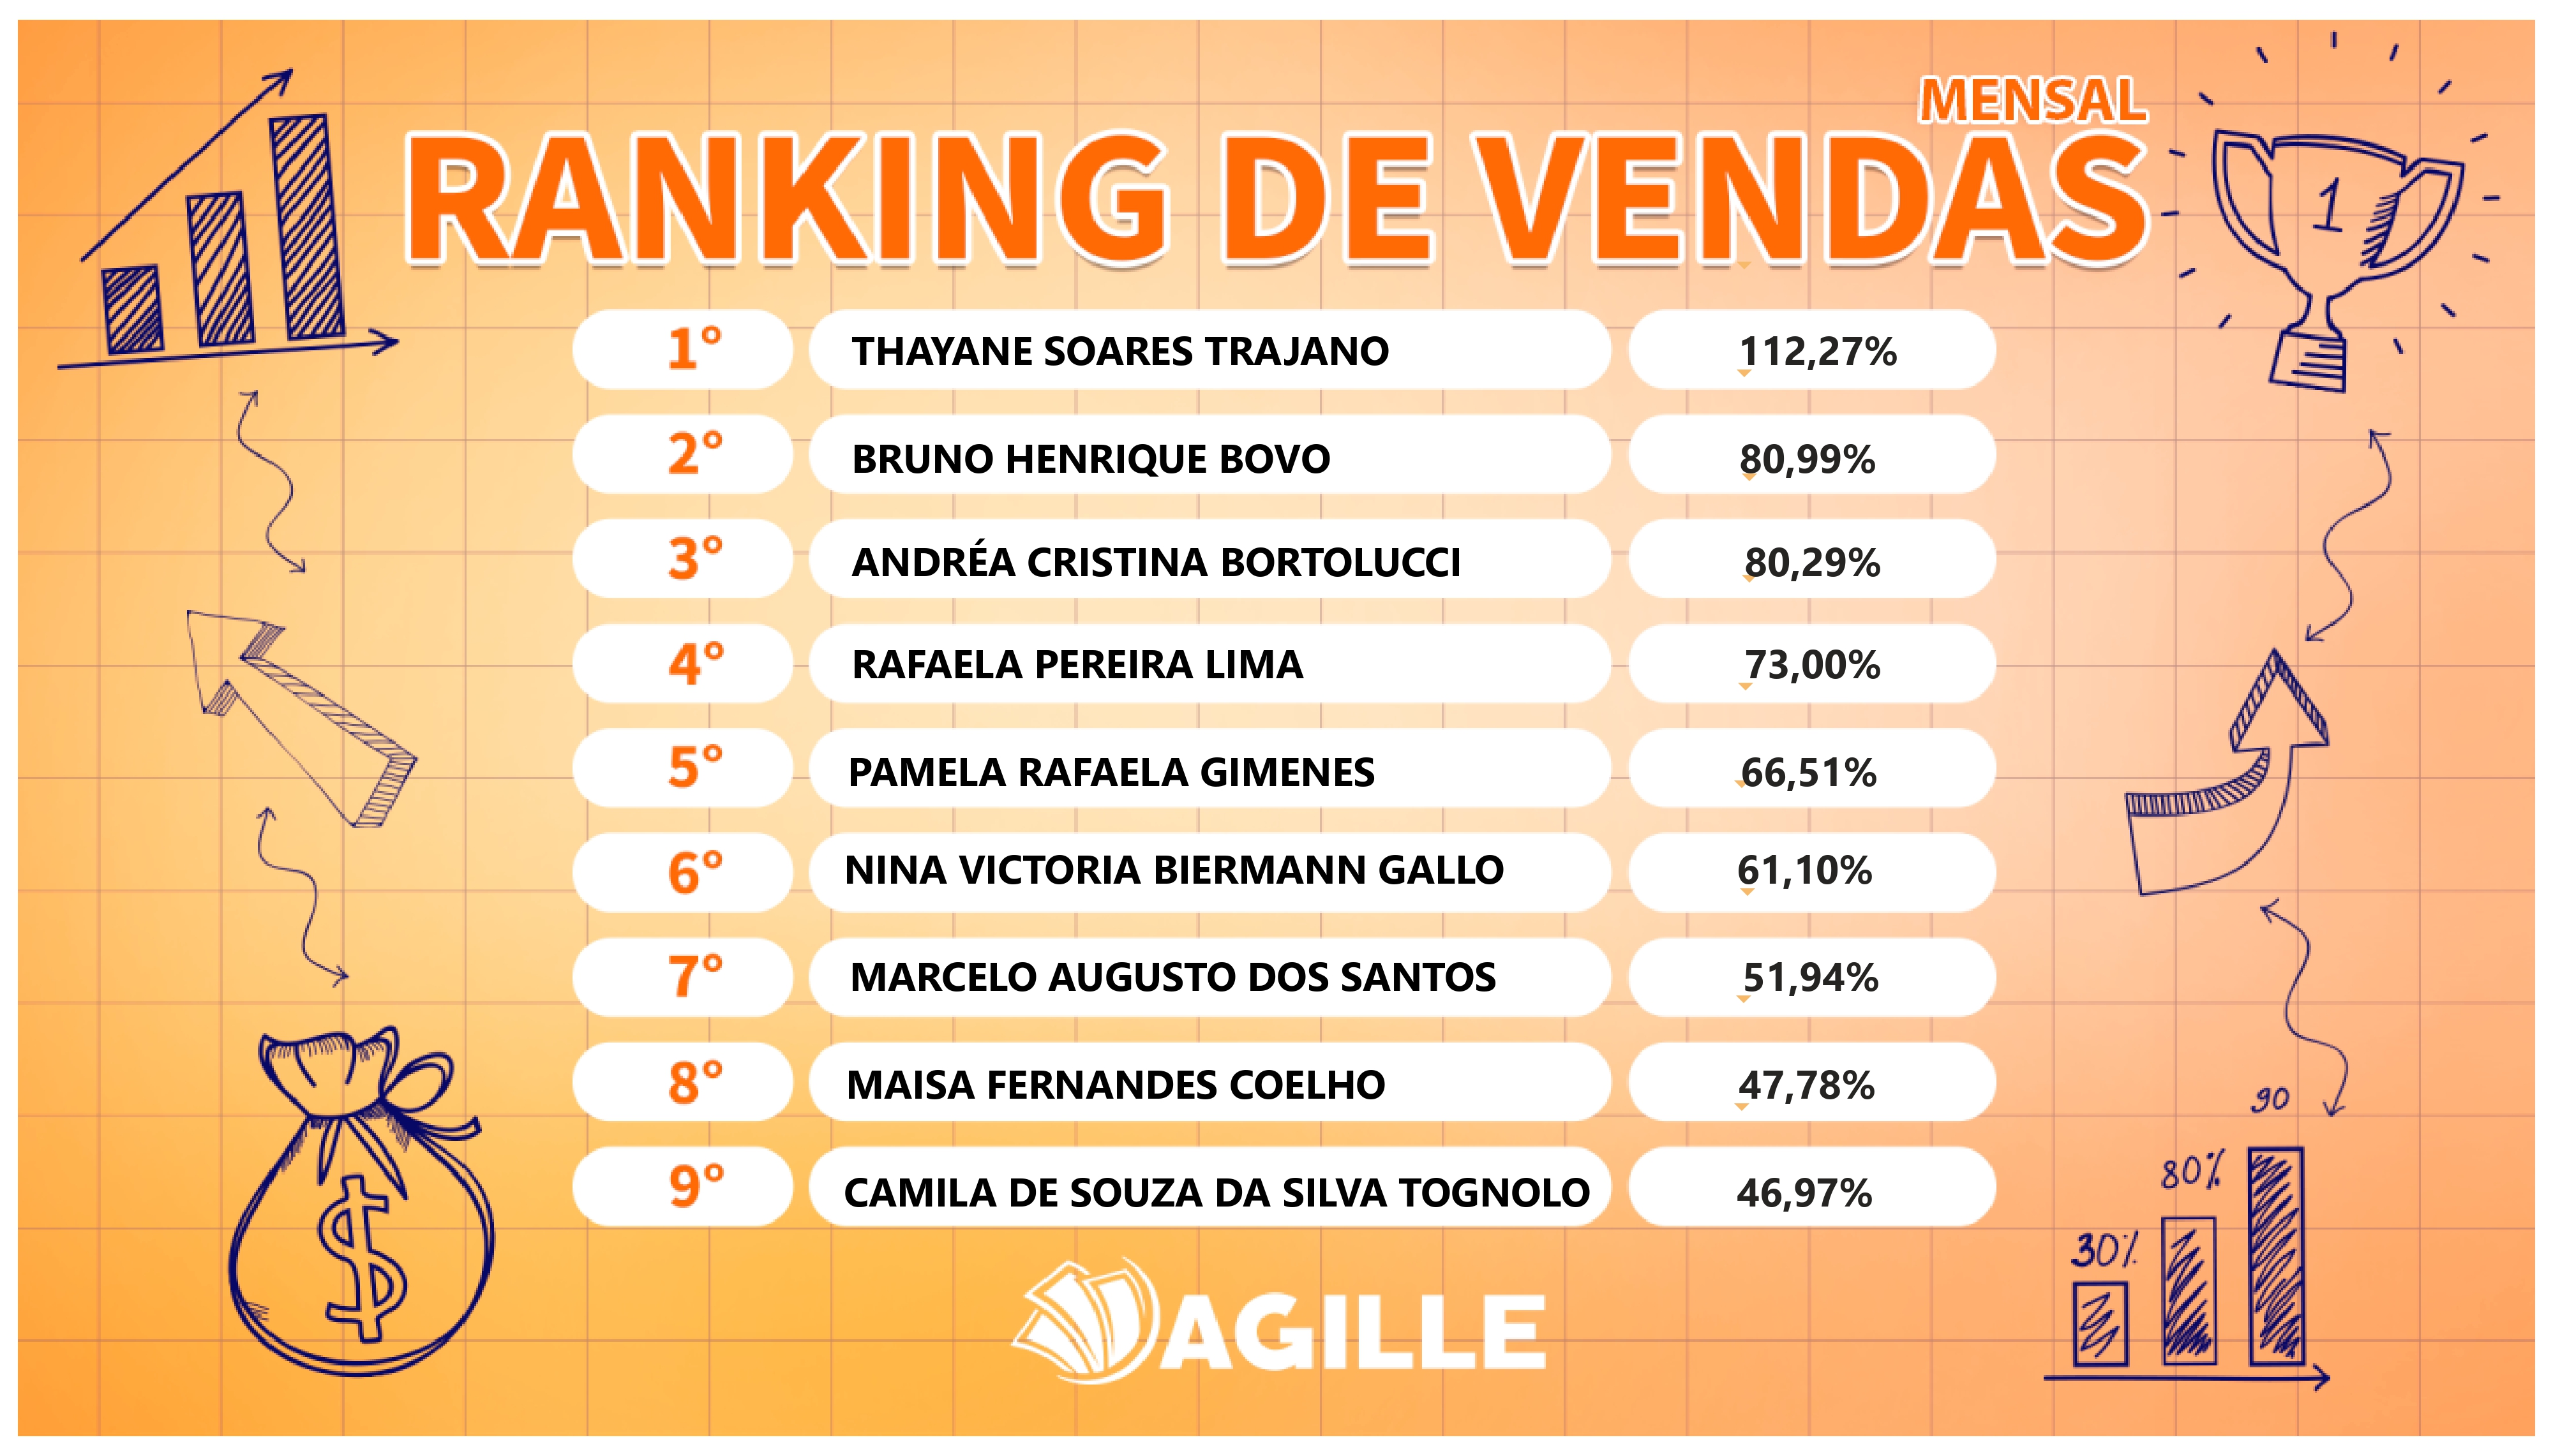 MENSAL
RANKING DE VENDAS
1
1° THAYANE SOARES TRAJANO 112,27%
2° BRUNO HENRIQUE BOVO 80,99%
3° ANDRÉA CRISTINA BORTOLUCCI 80,29%
4° RAFAELA PEREIRA LIMA 73,00%
5° PAMELA RAFAELA GIMENES 66,51%
6° NINA VICTORIA BIERMANN GALLO 61,10%
7° MARCELO AUGUSTO DOS SANTOS 51,94%
8° MAISA FERNANDES COELHO 47,78%
9° CAMILA DE SOUZA DA SILVA TOGNOLO 46,97%
$
90
80%
30%
AGILLE